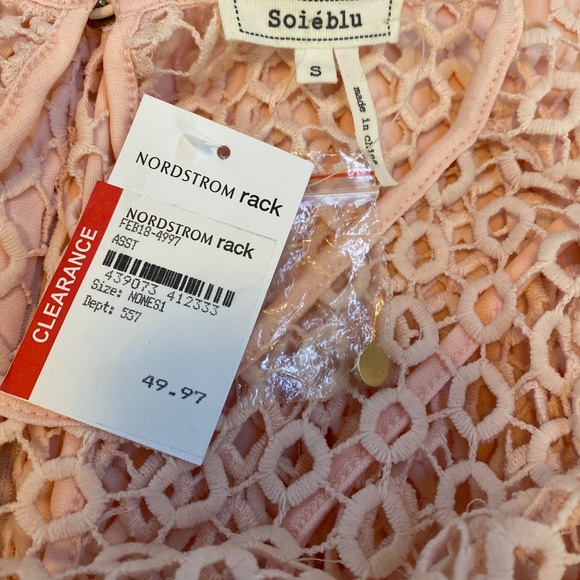 Soiéblu
S
made in china
NORDSTROM rack
NORDSTROM rack
FEB18-4997
ASST
439073 412333
Size: NONES1
Dept: 557
49.97
CLEARANCE